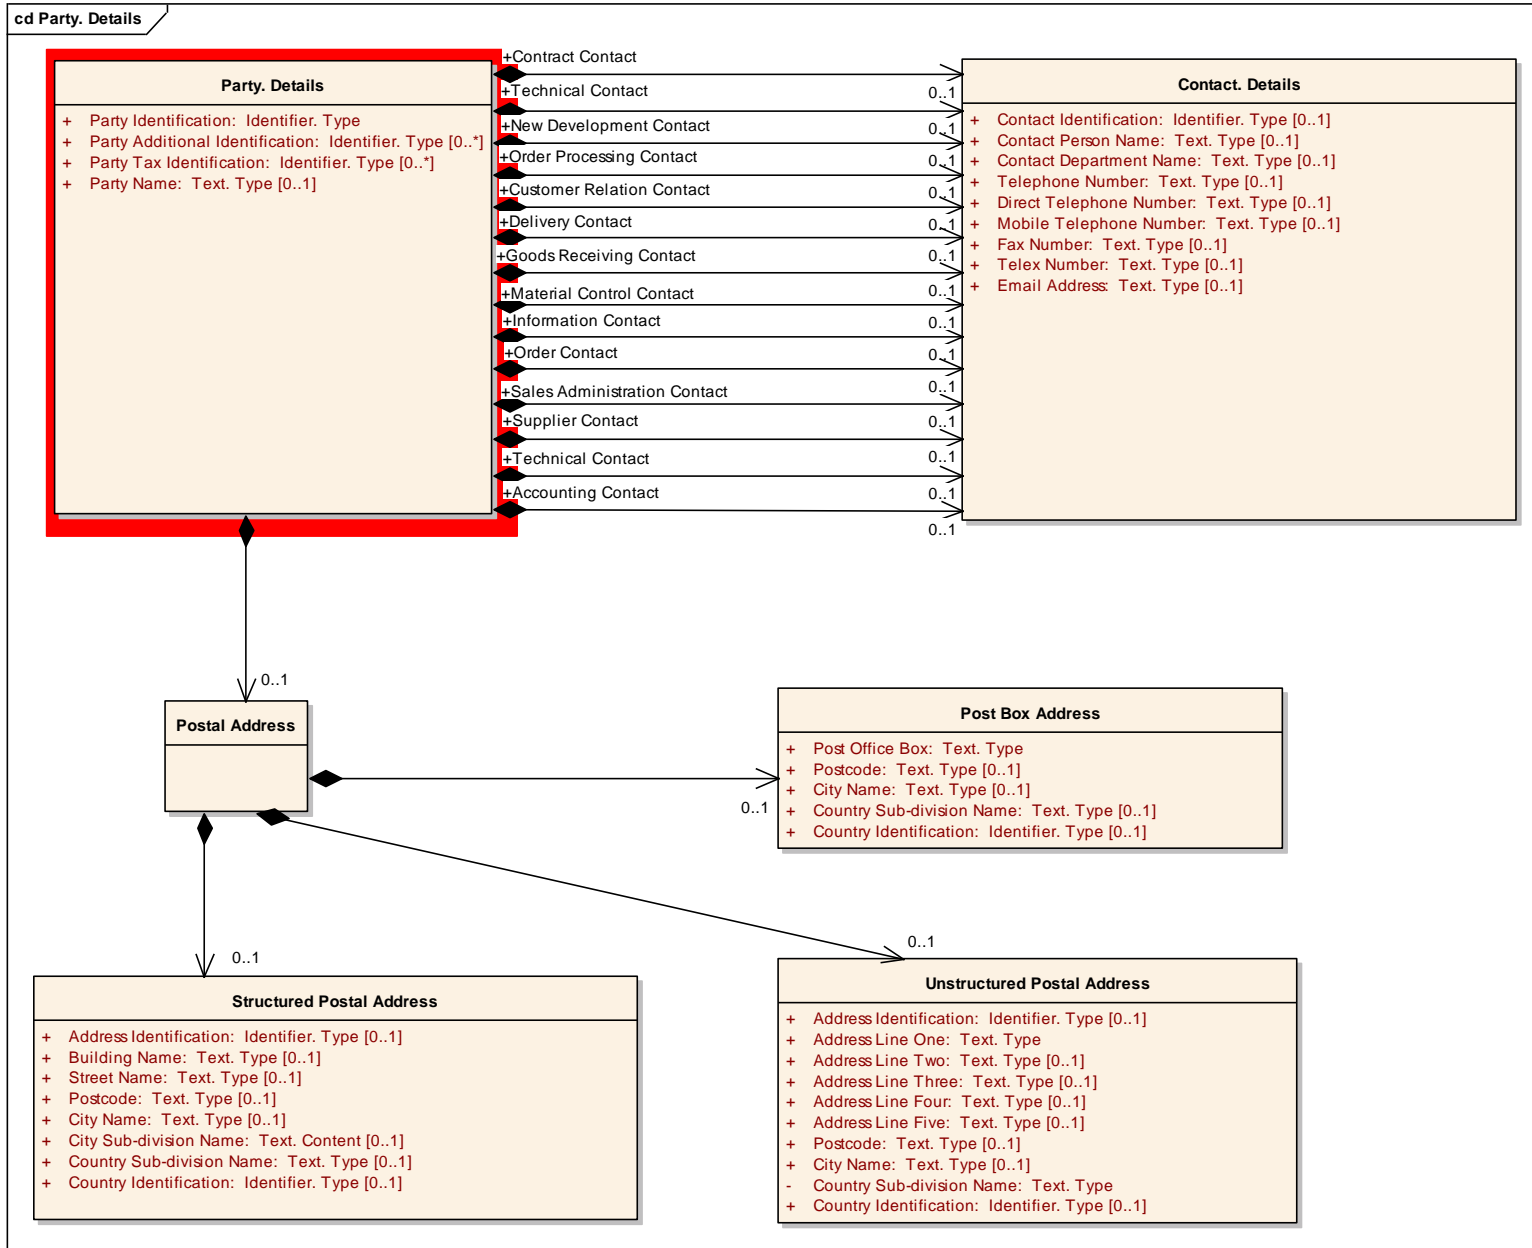 cd Party. Details
Party. Details
+ Party Identification: Identifier. Type
+ Party Additional Identification: Identifier. Type [0..*]
+ Party Tax Identification: Identifier. Type [0..*]
+ Party Name: Text. Type [0..1]
+Contract Contact
0..1
+Technical Contact
0..1
+New Development Contact
0..1
+Order Processing Contact
0..1
+Customer Relation Contact
0..1
+Delivery Contact
0..1
+Goods Receiving Contact
0..1
+Material Control Contact
0..1
+Information Contact
0..1
+Order Contact
0..1
+Sales Administration Contact
0..1
+Supplier Contact
0..1
+Technical Contact
0..1
+Accounting Contact
0..1
Contact. Details
+ Contact Identification: Identifier. Type [0..1]
+ Contact Person Name: Text. Type [0..1]
+ Contact Department Name: Text. Type [0..1]
+ Telephone Number: Text. Type [0..1]
+ Direct Telephone Number: Text. Type [0..1]
+ Mobile Telephone Number: Text. Type [0..1]
+ Fax Number: Text. Type [0..1]
+ Telex Number: Text. Type [0..1]
+ Email Address: Text. Type [0..1]
0..1
Postal Address
0..1
Post Box Address
+ Post Office Box: Text. Type
+ Postcode: Text. Type [0..1]
+ City Name: Text. Type [0..1]
+ Country Sub-division Name: Text. Type [0..1]
+ Country Identification: Identifier. Type [0..1]
0..1
Structured Postal Address
+ Address Identification: Identifier. Type [0..1]
+ Building Name: Text. Type [0..1]
+ Street Name: Text. Type [0..1]
+ Postcode: Text. Type [0..1]
+ City Name: Text. Type [0..1]
+ City Sub-division Name: Text. Content [0..1]
+ Country Sub-division Name: Text. Type [0..1]
+ Country Identification: Identifier. Type [0..1]
0..1
Unstructured Postal Address
+ Address Identification: Identifier. Type [0..1]
+ Address Line One: Text. Type
+ Address Line Two: Text. Type [0..1]
+ Address Line Three: Text. Type [0..1]
+ Address Line Four: Text. Type [0..1]
+ Address Line Five: Text. Type [0..1]
+ Postcode: Text. Type [0..1]
+ City Name: Text. Type [0..1]
- Country Sub-division Name: Text. Type
+ Country Identification: Identifier. Type [0..1]